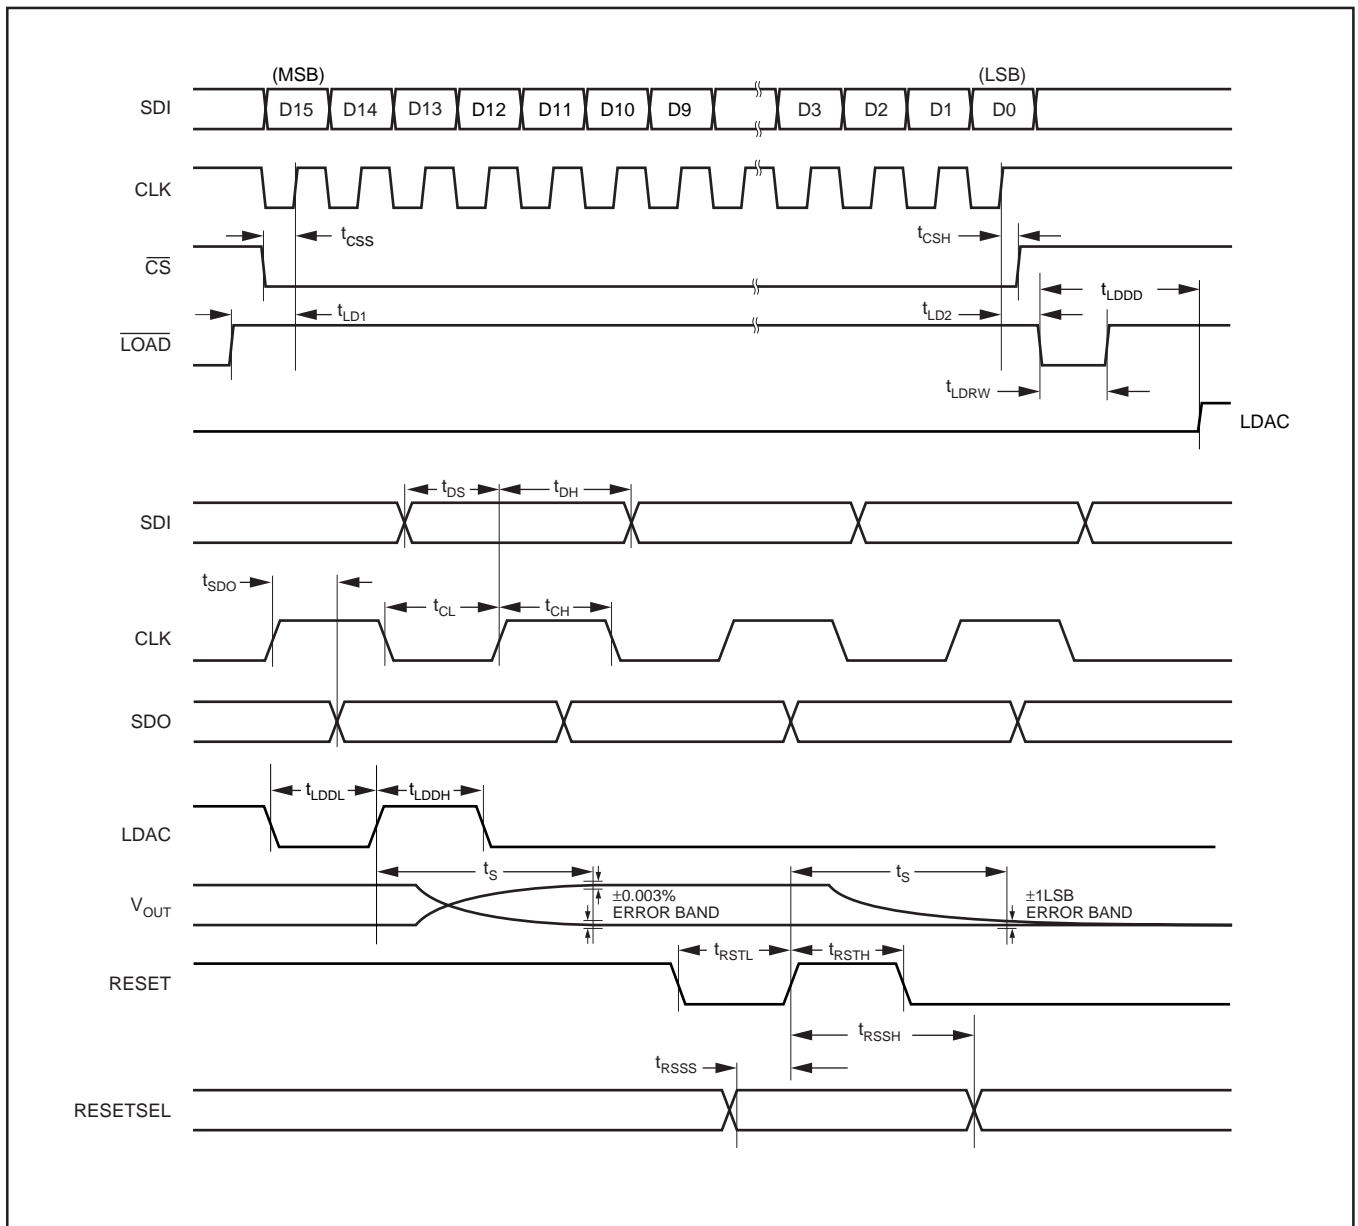 (MSB) (LSB)
SDI D15 D14 D13 D12 D11 D10 D9 D3 D2 D1 D0
CLK
tCSS tCSH
CS
tLDDD
tLD1 tLD2
LOAD
tLDRW
LDAC
tDS tDH
SDI
tSDO
tCL tCH
CLK
SDO
tLDDL tLDDH
LDAC
tS tS
±0.003% ±1LSB
VOUT ERROR BAND ERROR BAND
tRSTL tRSTH
RESET
tRSSH
tRSSS
RESETSEL